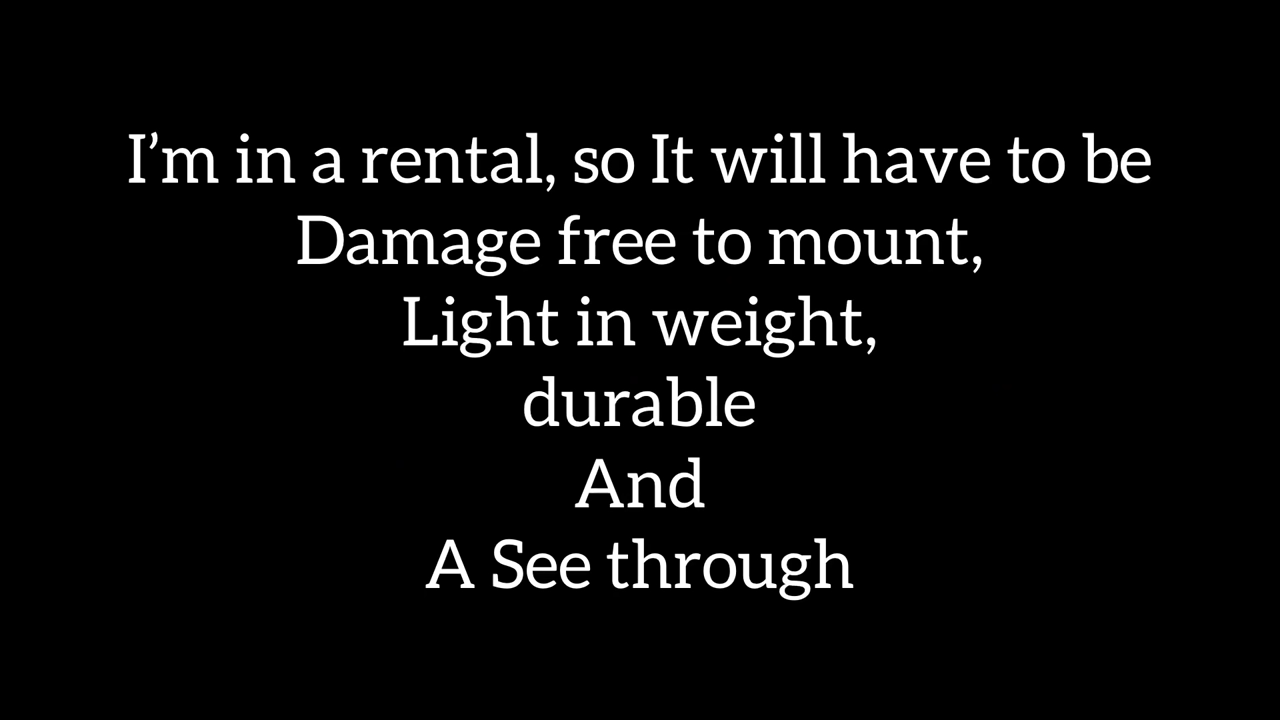 I’m in a rental, so It will have to be
Damage free to mount,
Light in weight,
durable
And
A See through